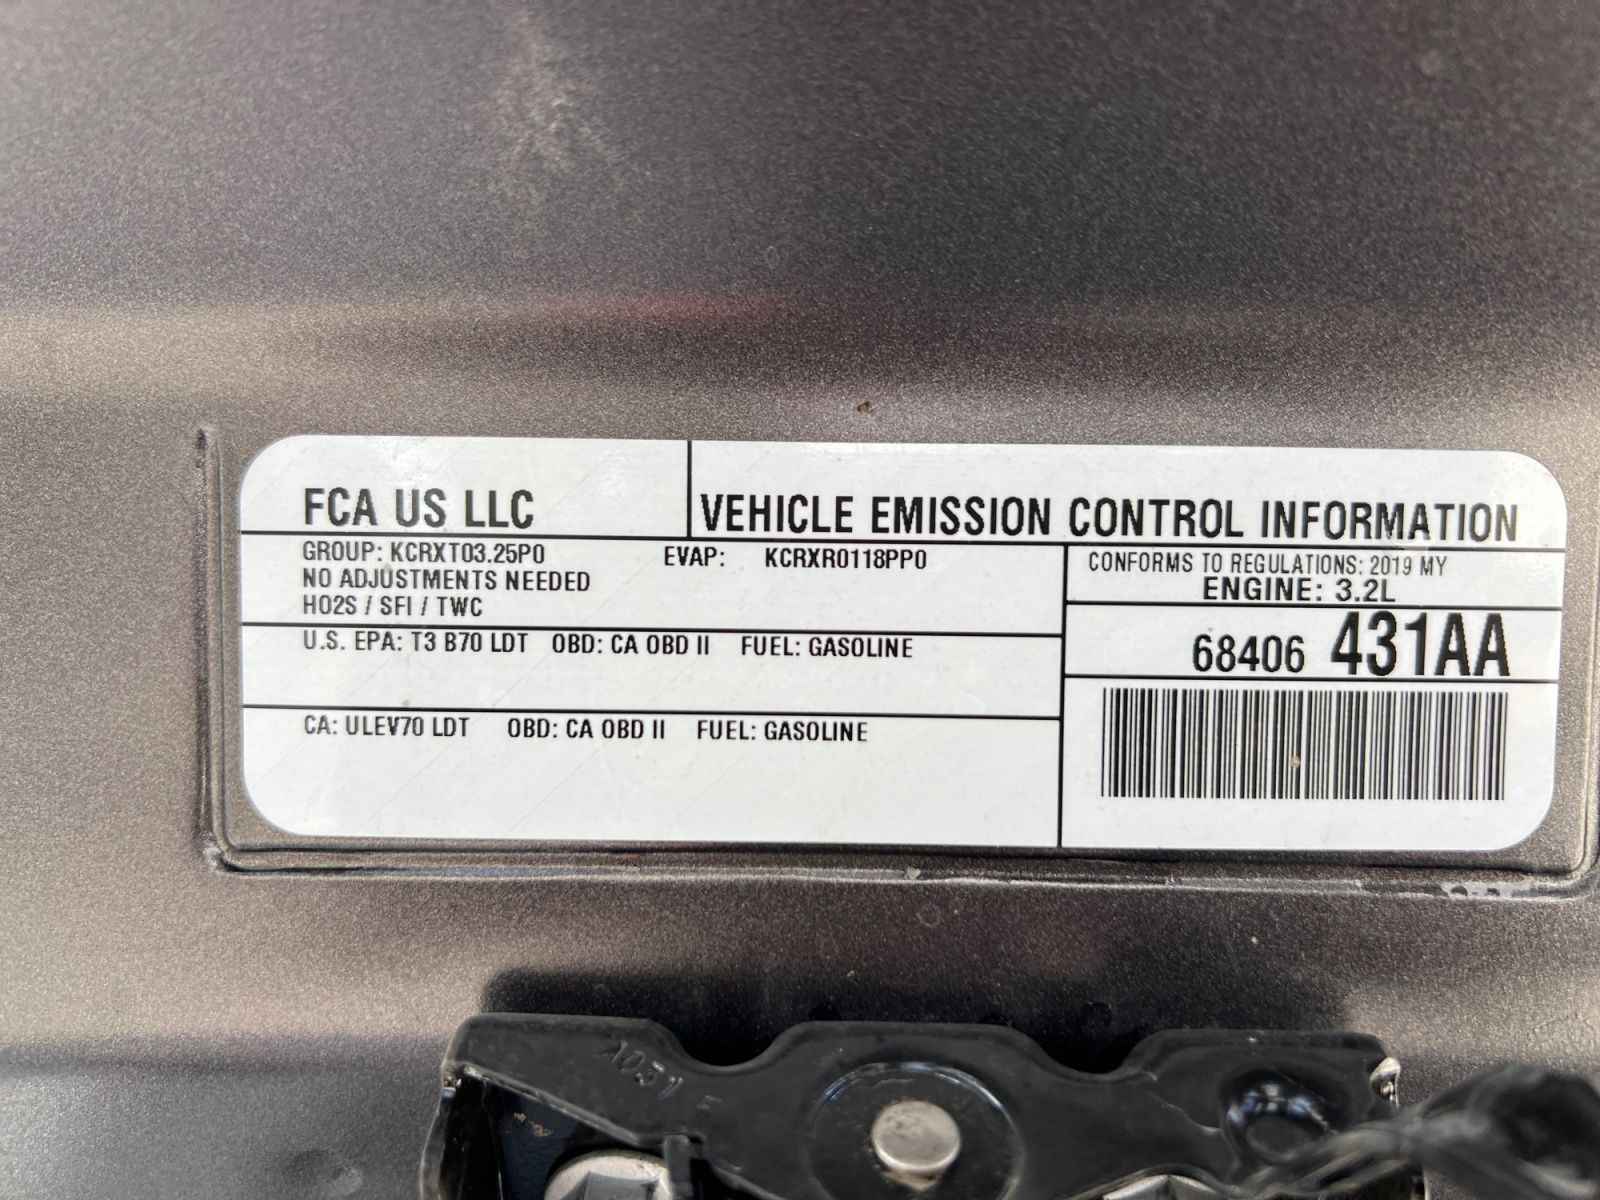 FCA US LLC
VEHICLE EMISSION CONTROL INFORMATION
GROUP: KCRXT03.25P0 EVAP: KCRXR0118PP0
NO ADJUSTMENTS NEEDED
HO2S / SFI / TWC
CONFORMS TO REGULATIONS: 2019 MY
ENGINE: 3.2L
U.S. EPA: T3 B70 LDT OBD: CA OBD II FUEL: GASOLINE
68406 431AA
CA: ULEV70 LDT OBD: CA OBD II FUEL: GASOLINE